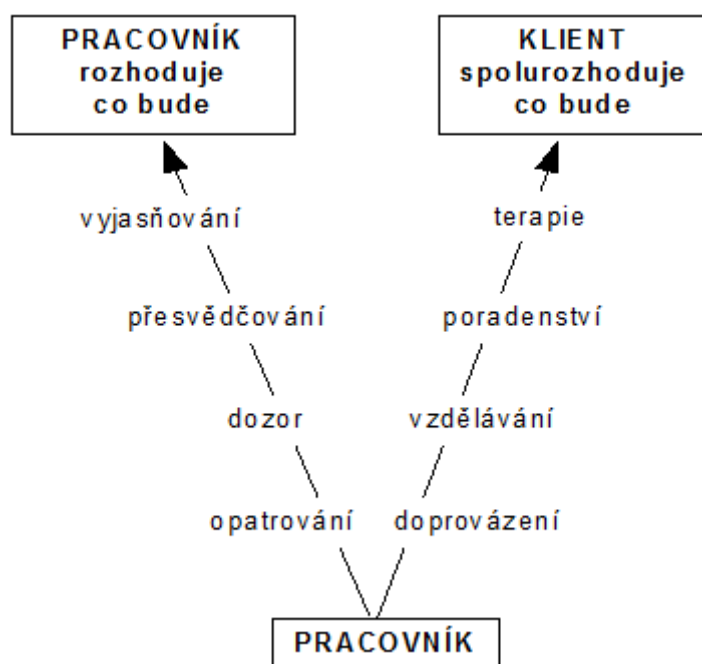 PRACOVNÍK
rozhoduje
co bude
KLIENT
spolurozhoduje
co bude
vyjasňování
terapie
přesvědčování
poradenství
dozor
vzdělávání
opatrování
doprovázení
PRACOVNÍK